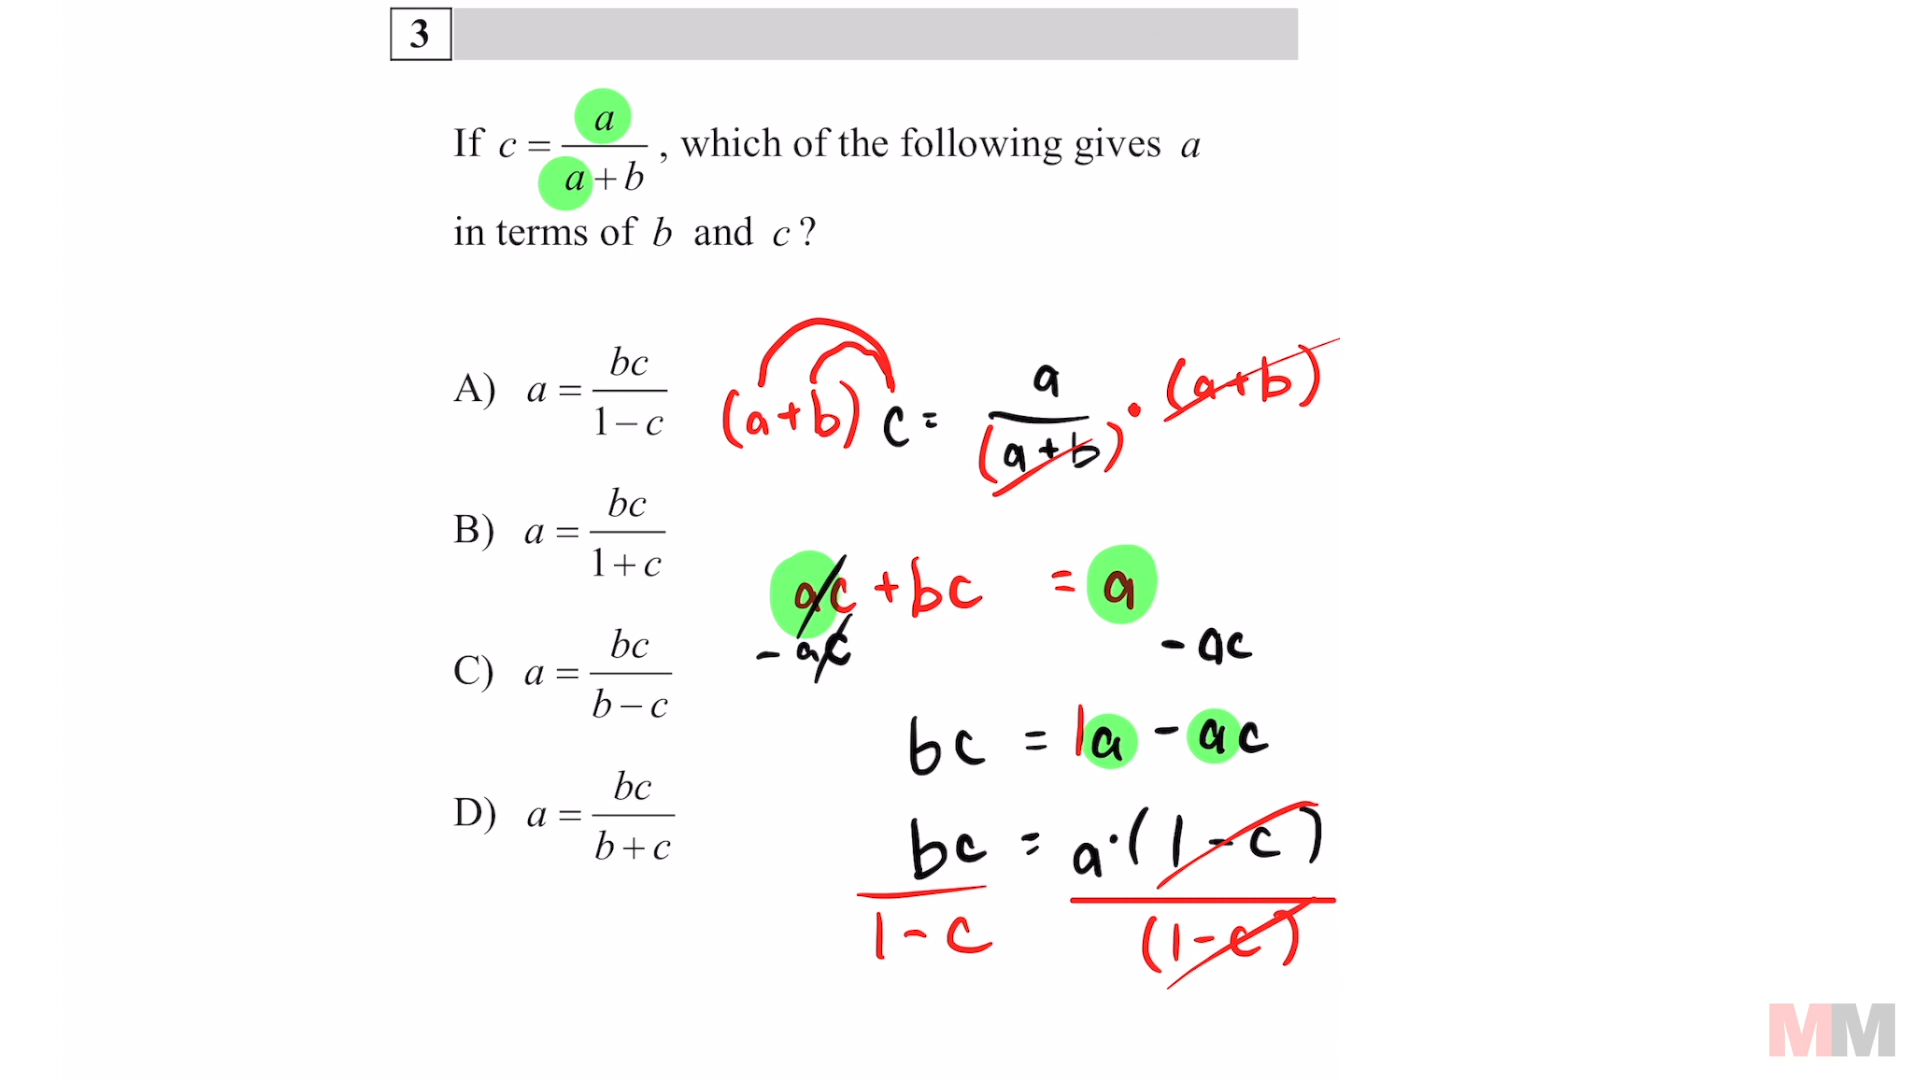 3
If c = a/(a+b), which of the following gives a
in terms of b and c?
A) a = bc/(1−c)
(a+b) c = a/(a+b) · (a+b)
B) a = bc/(1+c)
ac + bc = a
- ac - ac
C) a = bc/(b−c)
bc = 1a - ac
D) a = bc/(b+c)
bc = a·(1-c)
1-c (1-c)
MM